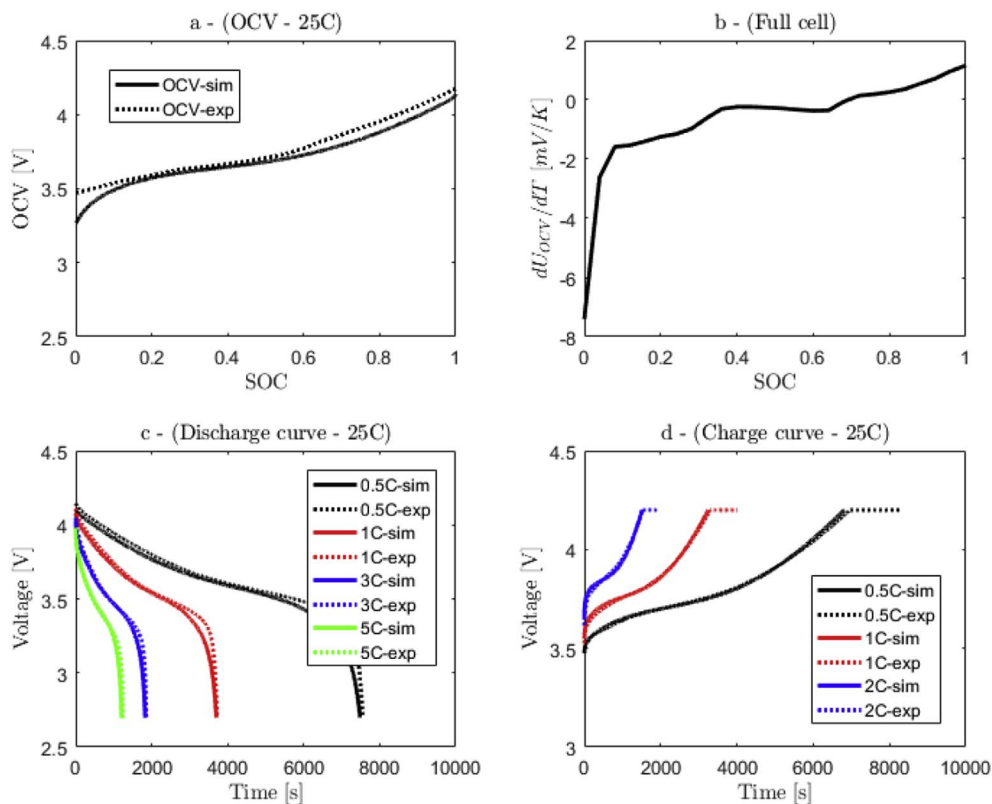 a - (OCV - 25C)
4.5
4
3.5
3
2.5
OCV [V]
OCV-sim
OCV-exp
0 0.2 0.4 0.6 0.8 1
SOC
b - (Full cell)
2
0
-2
-4
-6
-8
dU_OCV/dT [mV/K]
0 0.2 0.4 0.6 0.8 1
SOC
c - (Discharge curve - 25C)
4.5
4
3.5
3
2.5
Voltage [V]
0.5C-sim
0.5C-exp
1C-sim
1C-exp
3C-sim
3C-exp
5C-sim
5C-exp
0 2000 4000 6000 8000 10000
Time [s]
d - (Charge curve - 25C)
4.5
4
3.5
3
Voltage [V]
0.5C-sim
0.5C-exp
1C-sim
1C-exp
2C-sim
2C-exp
0 2000 4000 6000 8000 10000
Time [s]